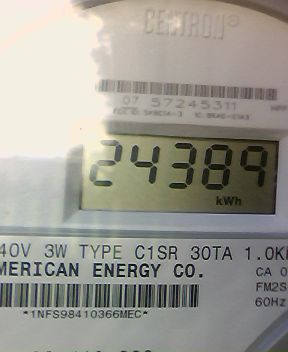 CENTRON®
07 57245311
24389
kWh
40V 3W TYPE C1SR 30TA 1.0K
MERICAN ENERGY CO.
CA 0
FM2S
60Hz
*1NFS98410366MEC*